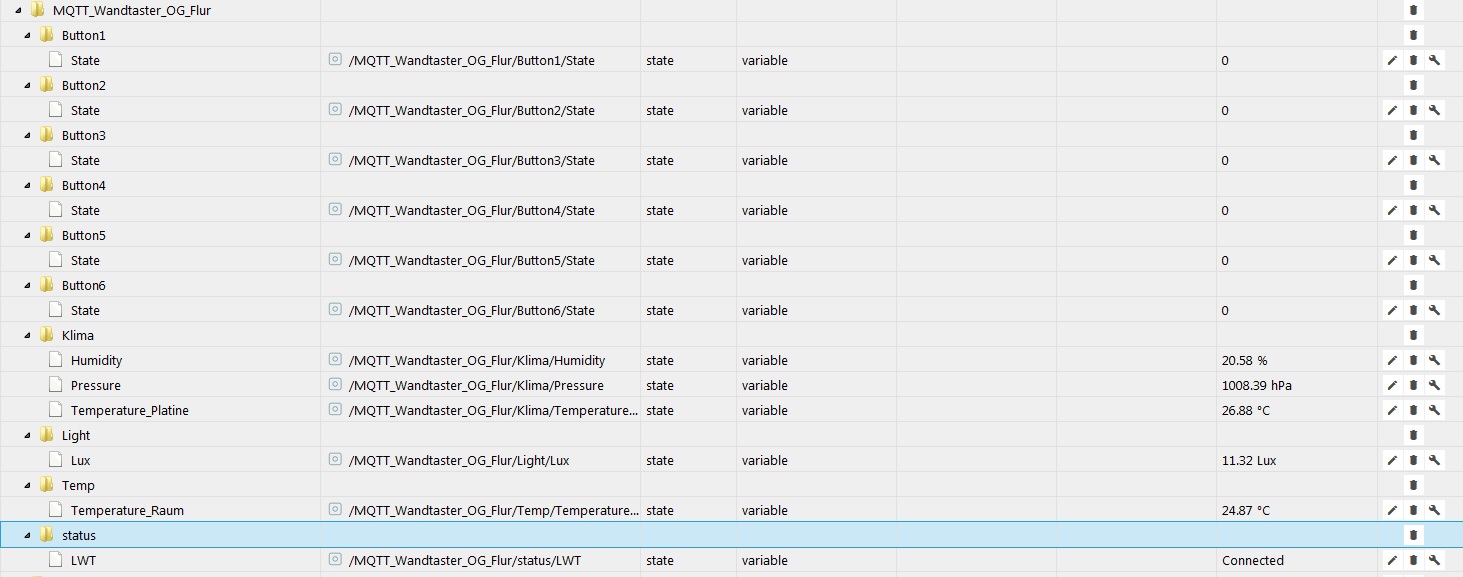 MQTT_Wandtaster_OG_Flur
Button1
State /MQTT_Wandtaster_OG_Flur/Button1/State state variable 0
Button2
State /MQTT_Wandtaster_OG_Flur/Button2/State state variable 0
Button3
State /MQTT_Wandtaster_OG_Flur/Button3/State state variable 0
Button4
State /MQTT_Wandtaster_OG_Flur/Button4/State state variable 0
Button5
State /MQTT_Wandtaster_OG_Flur/Button5/State state variable 0
Button6
State /MQTT_Wandtaster_OG_Flur/Button6/State state variable 0
Klima
Humidity /MQTT_Wandtaster_OG_Flur/Klima/Humidity state variable 20.58 %
Pressure /MQTT_Wandtaster_OG_Flur/Klima/Pressure state variable 1008.39 hPa
Temperature_Platine /MQTT_Wandtaster_OG_Flur/Klima/Temperature... state variable 26.88 °C
Light
Lux /MQTT_Wandtaster_OG_Flur/Light/Lux state variable 11.32 Lux
Temp
Temperature_Raum /MQTT_Wandtaster_OG_Flur/Temp/Temperature... state variable 24.87 °C
status
LWT /MQTT_Wandtaster_OG_Flur/status/LWT state variable Connected